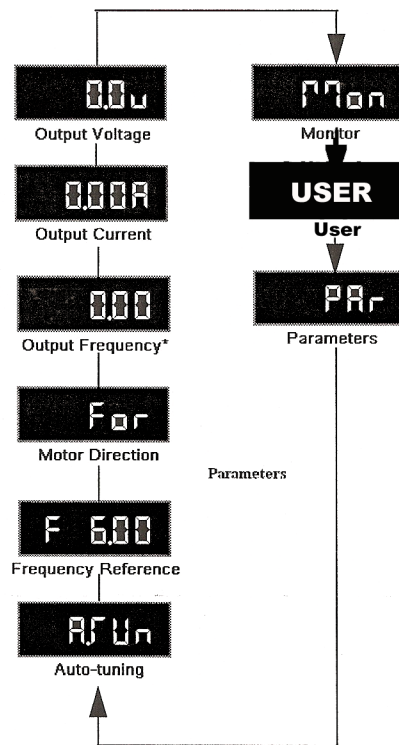 0.0u
Output Voltage
0.00A
Output Current
0.00
Output Frequency*
For
Motor Direction
F 6.00
Frequency Reference
A.TUn
Auto-tuning
Mon
Monitor
USER
User
PAr
Parameters
Parameters